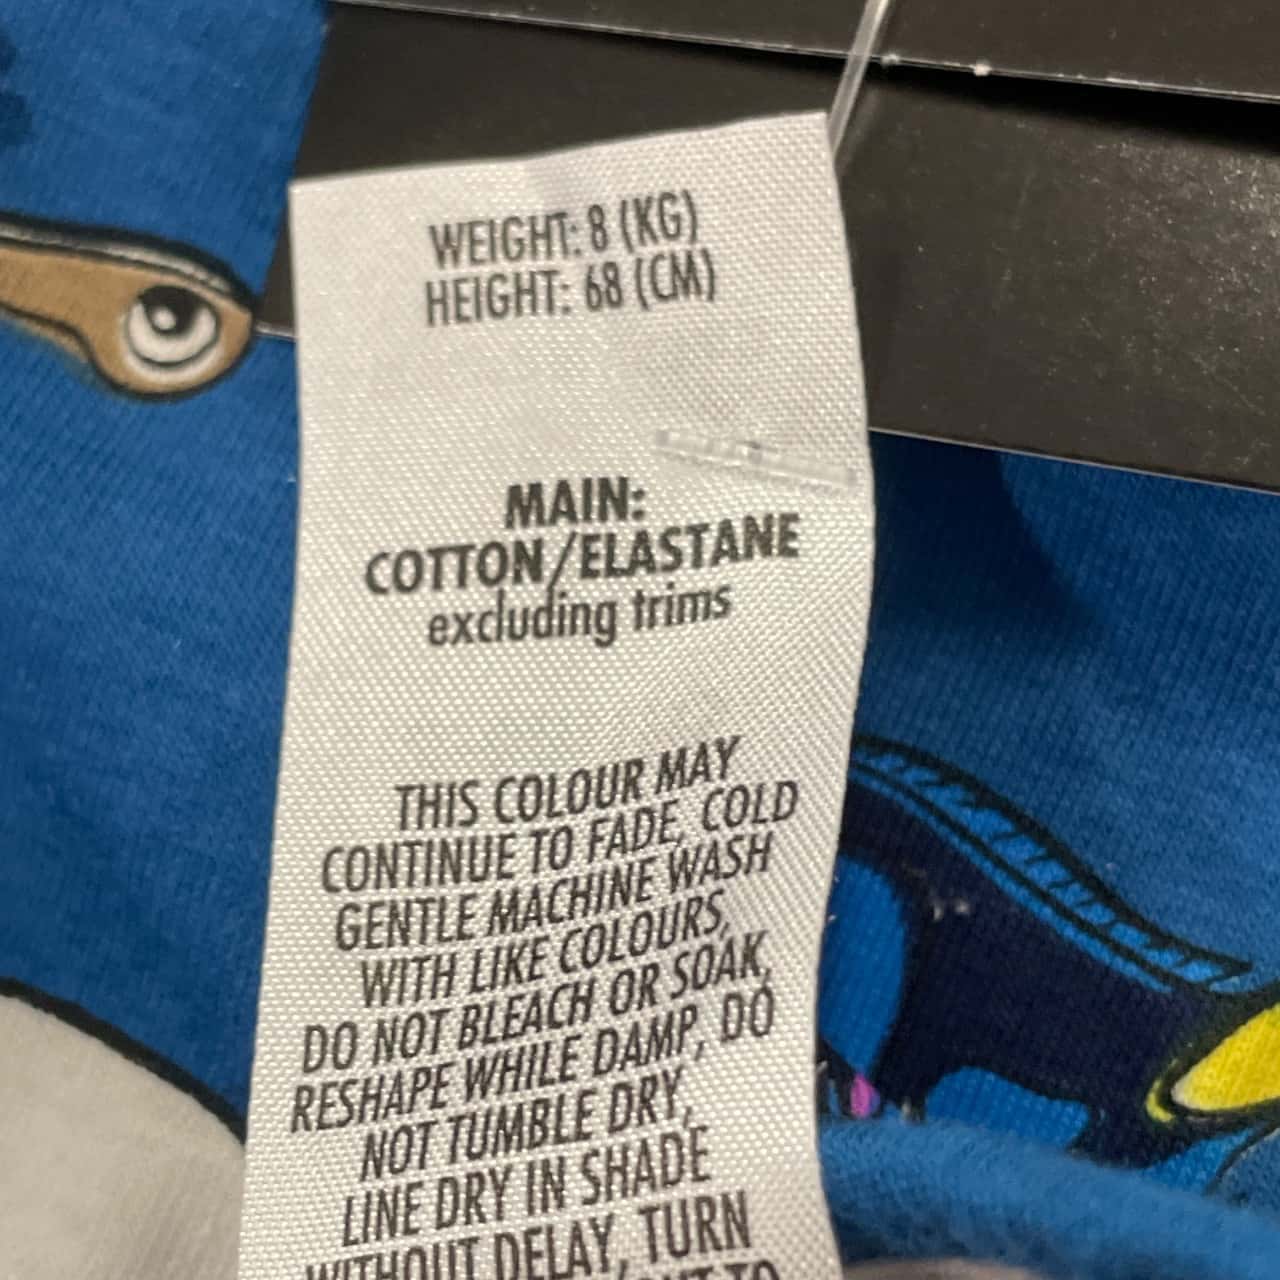 WEIGHT: 8 (KG)
HEIGHT: 68 (CM)
MAIN:
COTTON/ELASTANE
excluding trims
THIS COLOUR MAY
CONTINUE TO FADE, COLD
GENTLE MACHINE WASH
WITH LIKE COLOURS,
DO NOT BLEACH OR SOAK,
RESHAPE WHILE DAMP, DO
NOT TUMBLE DRY,
LINE DRY IN SHADE
WITHOUT DELAY, TURN
TO